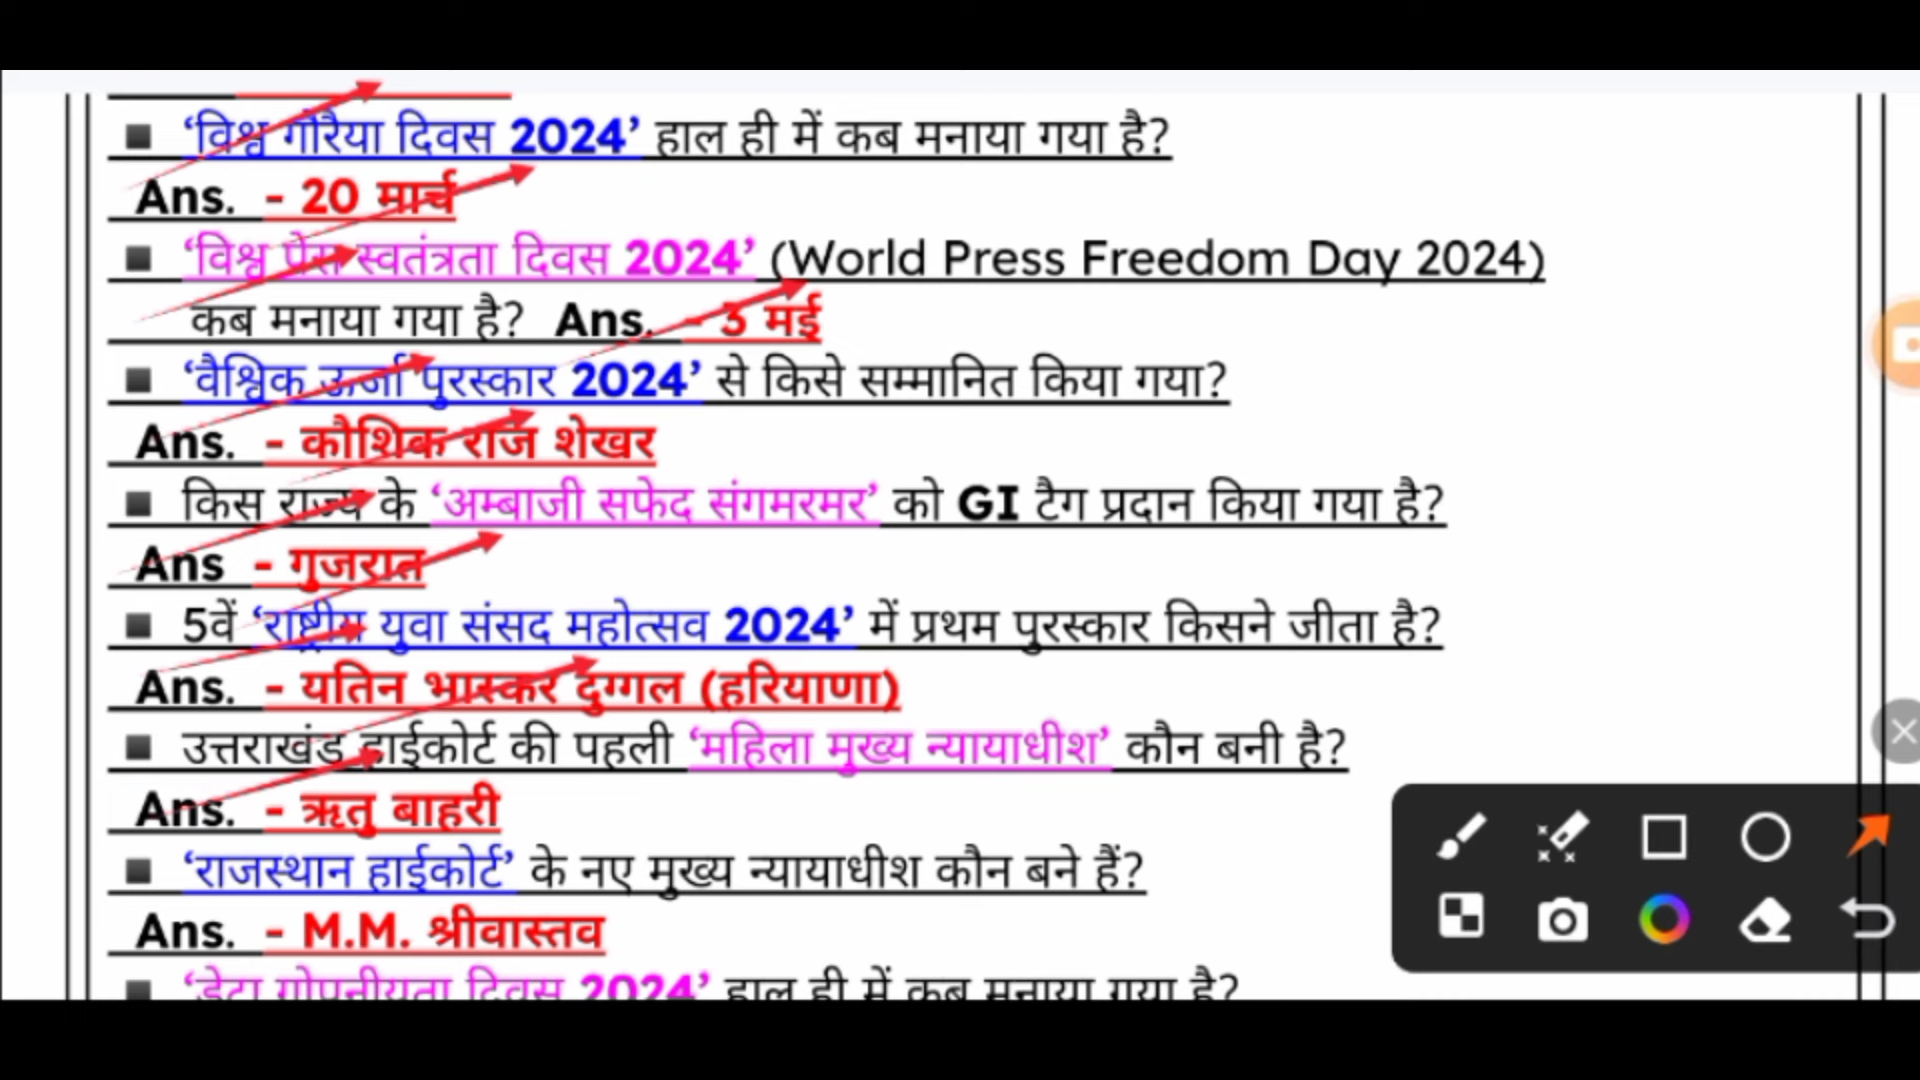 ■ ‘विश्व गोरैया दिवस 2024’ हाल ही में कब मनाया गया है?
Ans. - 20 मार्च
■ ‘विश्व प्रेस स्वतंत्रता दिवस 2024’ (World Press Freedom Day 2024)
कब मनाया गया है? Ans. - 3 मई
■ ‘वैश्विक ऊर्जा पुरस्कार 2024’ से किसे सम्मानित किया गया?
Ans. - कौशिक राज शेखर
■ किस राज्य के ‘अम्बाजी सफेद संगमरमर’ को GI टैग प्रदान किया गया है?
Ans - गुजरात
■ 5वें ‘राष्ट्रीय युवा संसद महोत्सव 2024’ में प्रथम पुरस्कार किसने जीता है?
Ans. - यतिन भास्कर दुग्गल (हरियाणा)
■ उत्तराखंड हाईकोर्ट की पहली ‘महिला मुख्य न्यायाधीश’ कौन बनी है?
Ans. - ऋतु बाहरी
■ ‘राजस्थान हाईकोर्ट’ के नए मुख्य न्यायाधीश कौन बने हैं?
Ans. - M.M. श्रीवास्तव
■ ‘डेटा गोपनीयता दिवस 2024’ हाल ही में कब मनाया गया है?